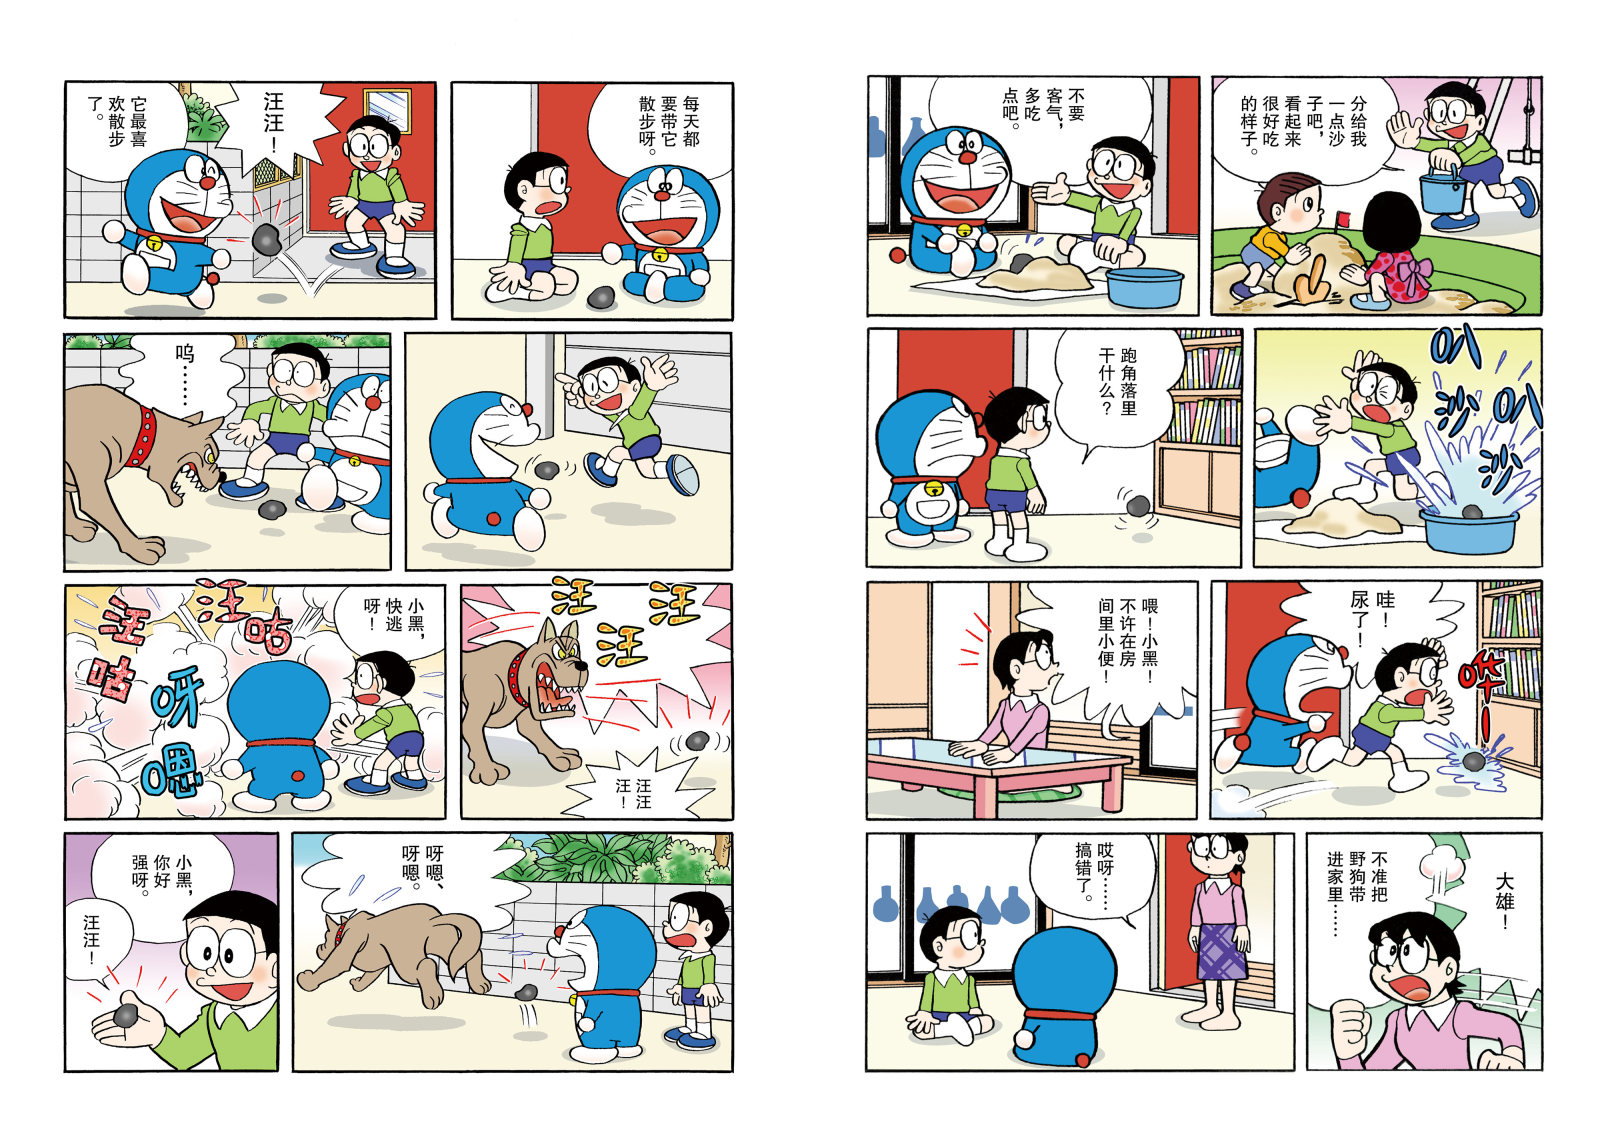 分给我
一点沙
子吧，
看起来
很好吃
的样子。
不要
客气，
多吃
点吧。
叭
沙
叭
沙
跑角落里
干什么？
哇！
尿了！
哗—
喂！小黑！
不许在房
间里小便！
大雄！
不准把
野狗带
进家里……
哎呀……
搞错了。
每天都
要带它
散步呀。
汪汪！
它最喜
欢散步
了。
呜………
汪
汪
汪
汪
汪汪
汪！
小黑，
快逃
呀！
汪咕
汪咕
呀嗯
呀嗯、
呀嗯。
小黑，
你好
强呀。
汪汪！